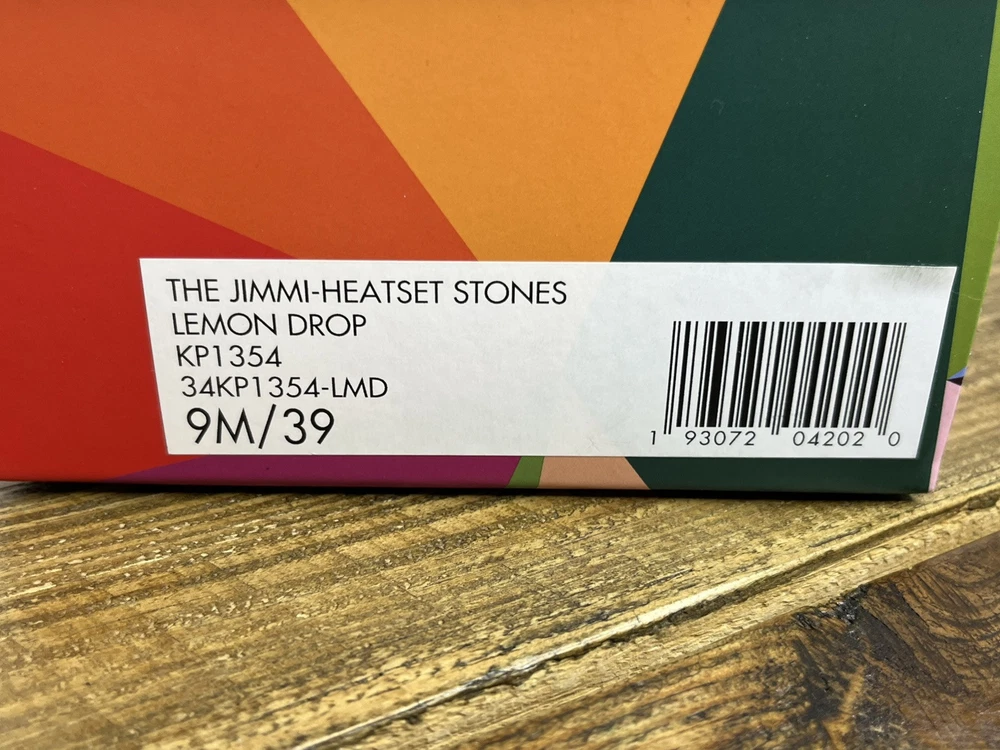 THE JIMMI-HEATSET STONES
LEMON DROP
KP1354
34KP1354-LMD
9M/39
1 93072 04202 0